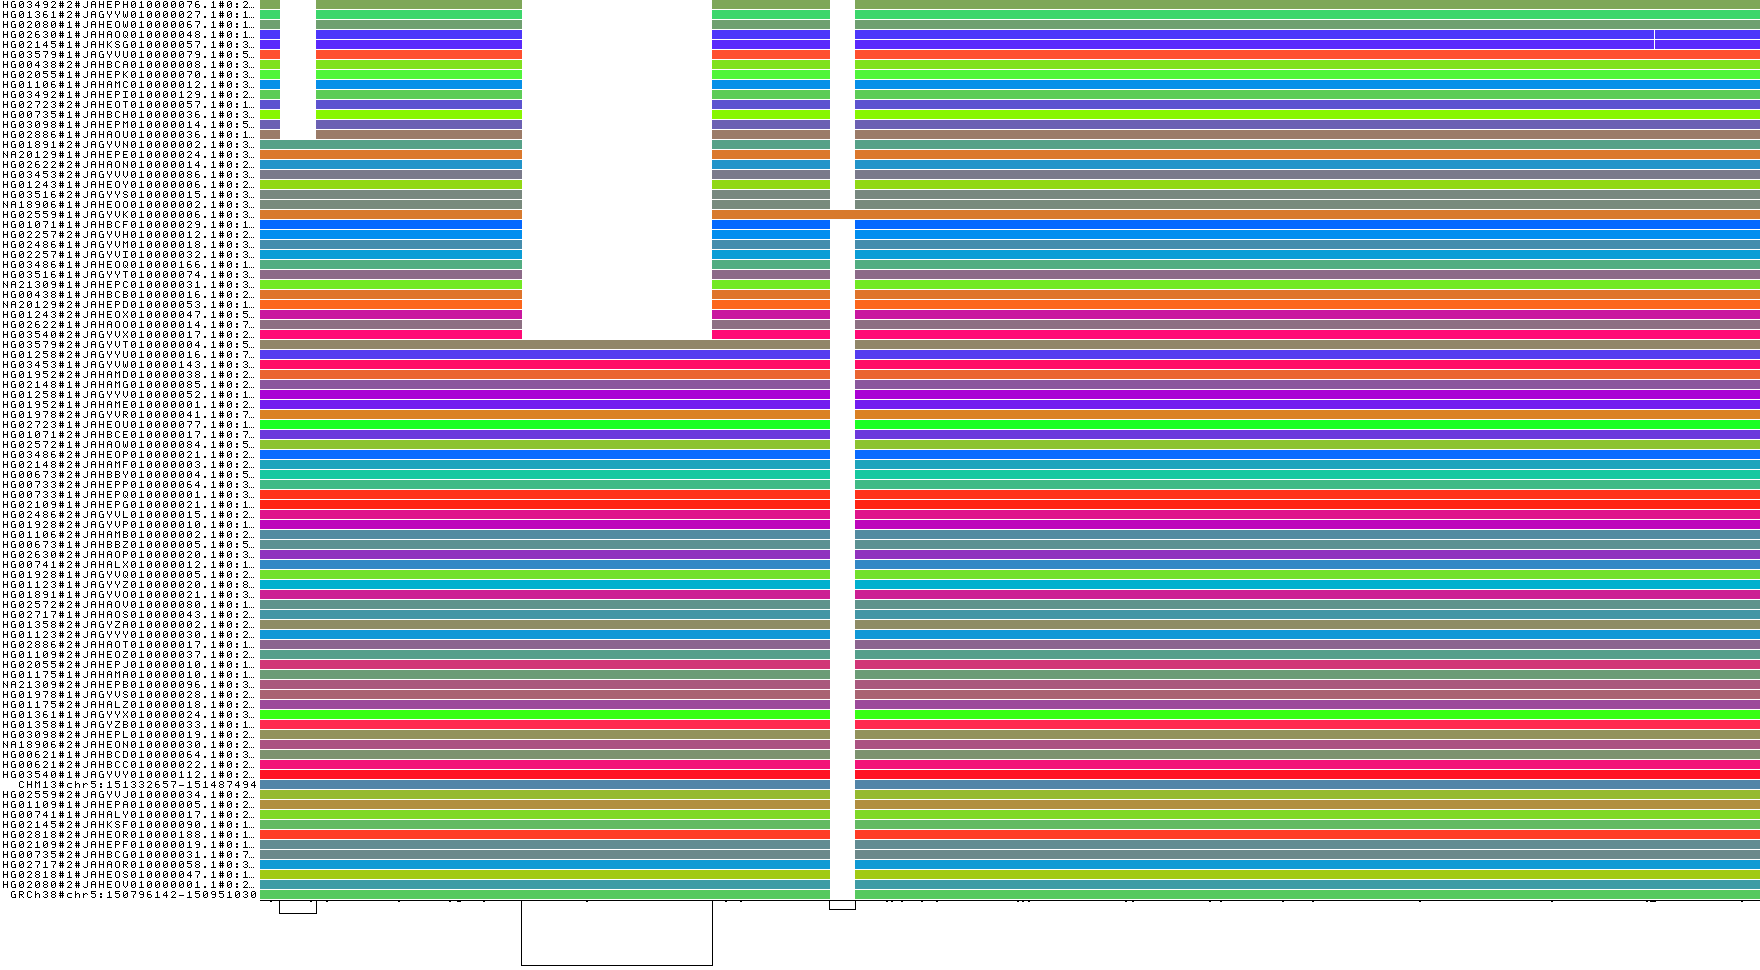 HG03492#2#JAHEPH010000076.1#0:2…
HG01361#2#JAGYYW010000027.1#0:1…
HG02080#1#JAHEOW010000067.1#0:1…
HG02630#1#JAHAOQ010000048.1#0:1…
HG02145#1#JAHKSG010000057.1#0:3…
HG03579#1#JAGYVU010000079.1#0:5…
HG00438#2#JAHBCA010000008.1#0:3…
HG02055#1#JAHEPK010000070.1#0:3…
HG01106#1#JAHAMC010000012.1#0:3…
HG03492#1#JAHEPI010000129.1#0:2…
HG02723#2#JAHEOT010000057.1#0:1…
HG00735#1#JAHBCH010000036.1#0:3…
HG03098#1#JAHEPM010000014.1#0:5…
HG02886#2#JAHAOU010000036.1#0:1…
HG01891#2#JAGYVN010000002.1#0:3…
NA20129#1#JAHEPE010000024.1#0:3…
HG02622#2#JAHAON010000014.1#0:2…
HG03453#2#JAGYVV010000086.1#0:3…
HG01243#2#JAHEOY010000006.1#0:2…
HG03516#2#JAGYYS010000015.1#0:3…
NA18906#1#JAHEOO010000002.1#0:3…
HG02559#1#JAGYVK010000006.1#0:3…
HG01071#1#JAHBCF010000029.1#0:1…
HG02257#2#JAGYVH010000012.1#0:2…
HG02486#1#JAGYVM010000018.1#0:3…
HG02257#1#JAGYVI010000032.1#0:3…
HG03486#1#JAHEOQ010000166.1#0:1…
HG03516#1#JAGYYT010000074.1#0:3…
NA21309#1#JAHEPC010000031.1#0:1…
HG00438#1#JAHBCB010000016.1#0:2…
NA20129#2#JAHEPD010000053.1#0:1…
HG01243#1#JAHEOX010000047.1#0:5…
HG02622#1#JAHAOO010000014.1#0:7…
HG03540#2#JAGYVX010000017.1#0:2…
HG03579#2#JAGYVT010000004.1#0:5…
HG01258#2#JAGYYU010000016.1#0:7…
HG03453#1#JAGYVW010000143.1#0:3…
HG01952#2#JAHAMD010000038.1#0:2…
HG02148#1#JAHAMG010000085.1#0:2…
HG01258#1#JAGYYV010000052.1#0:1…
HG01952#1#JAHAME010000001.1#0:2…
HG01978#2#JAGYVR010000041.1#0:7…
HG02723#1#JAHEOU010000077.1#0:1…
HG01071#2#JAHBCE010000017.1#0:7…
HG02572#1#JAHAOW010000084.1#0:5…
HG03486#2#JAHEOP010000021.1#0:2…
HG02148#2#JAHAMF010000003.1#0:2…
HG00673#1#JAHBBY010000004.1#0:5…
HG00733#2#JAHEPP010000064.1#0:3…
HG00733#1#JAHEPQ010000001.1#0:3…
HG02109#1#JAHEPG010000021.1#0:1…
HG02486#2#JAGYVL010000015.1#0:2…
HG01928#2#JAGYVP010000010.1#0:1…
HG01106#2#JAHAMB010000002.1#0:2…
HG00673#1#JAHBBZ010000005.1#0:5…
HG02630#2#JAHAOP010000020.1#0:3…
HG00741#2#JAHALX010000012.1#0:1…
HG01928#1#JAGYVQ010000005.1#0:2…
HG01123#1#JAGYYZ010000020.1#0:8…
HG01891#1#JAGYVO010000021.1#0:3…
HG02572#2#JAHAOV010000080.1#0:1…
HG02717#1#JAHAOS010000043.1#0:2…
HG01358#2#JAGYZA010000002.1#0:2…
HG01123#2#JAGYYY010000030.1#0:2…
HG02886#1#JAHAOT010000017.1#0:1…
HG01109#2#JAHEOZ010000037.1#0:2…
HG02055#2#JAHEPJ010000010.1#0:1…
HG01175#1#JAHAMA010000010.1#0:1…
NA21309#2#JAHEPB010000096.1#0:3…
HG01978#1#JAGYVS010000028.1#0:2…
HG01175#2#JAHALZ010000018.1#0:2…
HG01361#1#JAGYYX010000024.1#0:3…
HG01358#1#JAGYZB010000033.1#0:1…
HG03098#2#JAHEPL010000019.1#0:2…
NA18906#2#JAHEON010000030.1#0:2…
HG00621#1#JAHBCD010000064.1#0:3…
HG00621#2#JAHBCC010000022.1#0:2…
HG03540#1#JAGYVY010000112.1#0:2…
CHM13#chr5:151332657-151487494
HG02559#2#JAGYVJ010000034.1#0:2…
HG01109#1#JAHEPA010000005.1#0:2…
HG00741#1#JAHALY010000017.1#0:2…
HG02145#2#JAHKSF010000090.1#0:1…
HG02818#2#JAHEOR010000188.1#0:1…
HG02109#2#JAHEPF010000019.1#0:1…
HG00735#2#JAHBCG010000031.1#0:7…
HG02717#2#JAHAOR010000058.1#0:3…
HG02818#1#JAHEOS010000047.1#0:1…
HG02080#2#JAHEOV010000001.1#0:2…
GRCh38#chr5:150796142-150951030